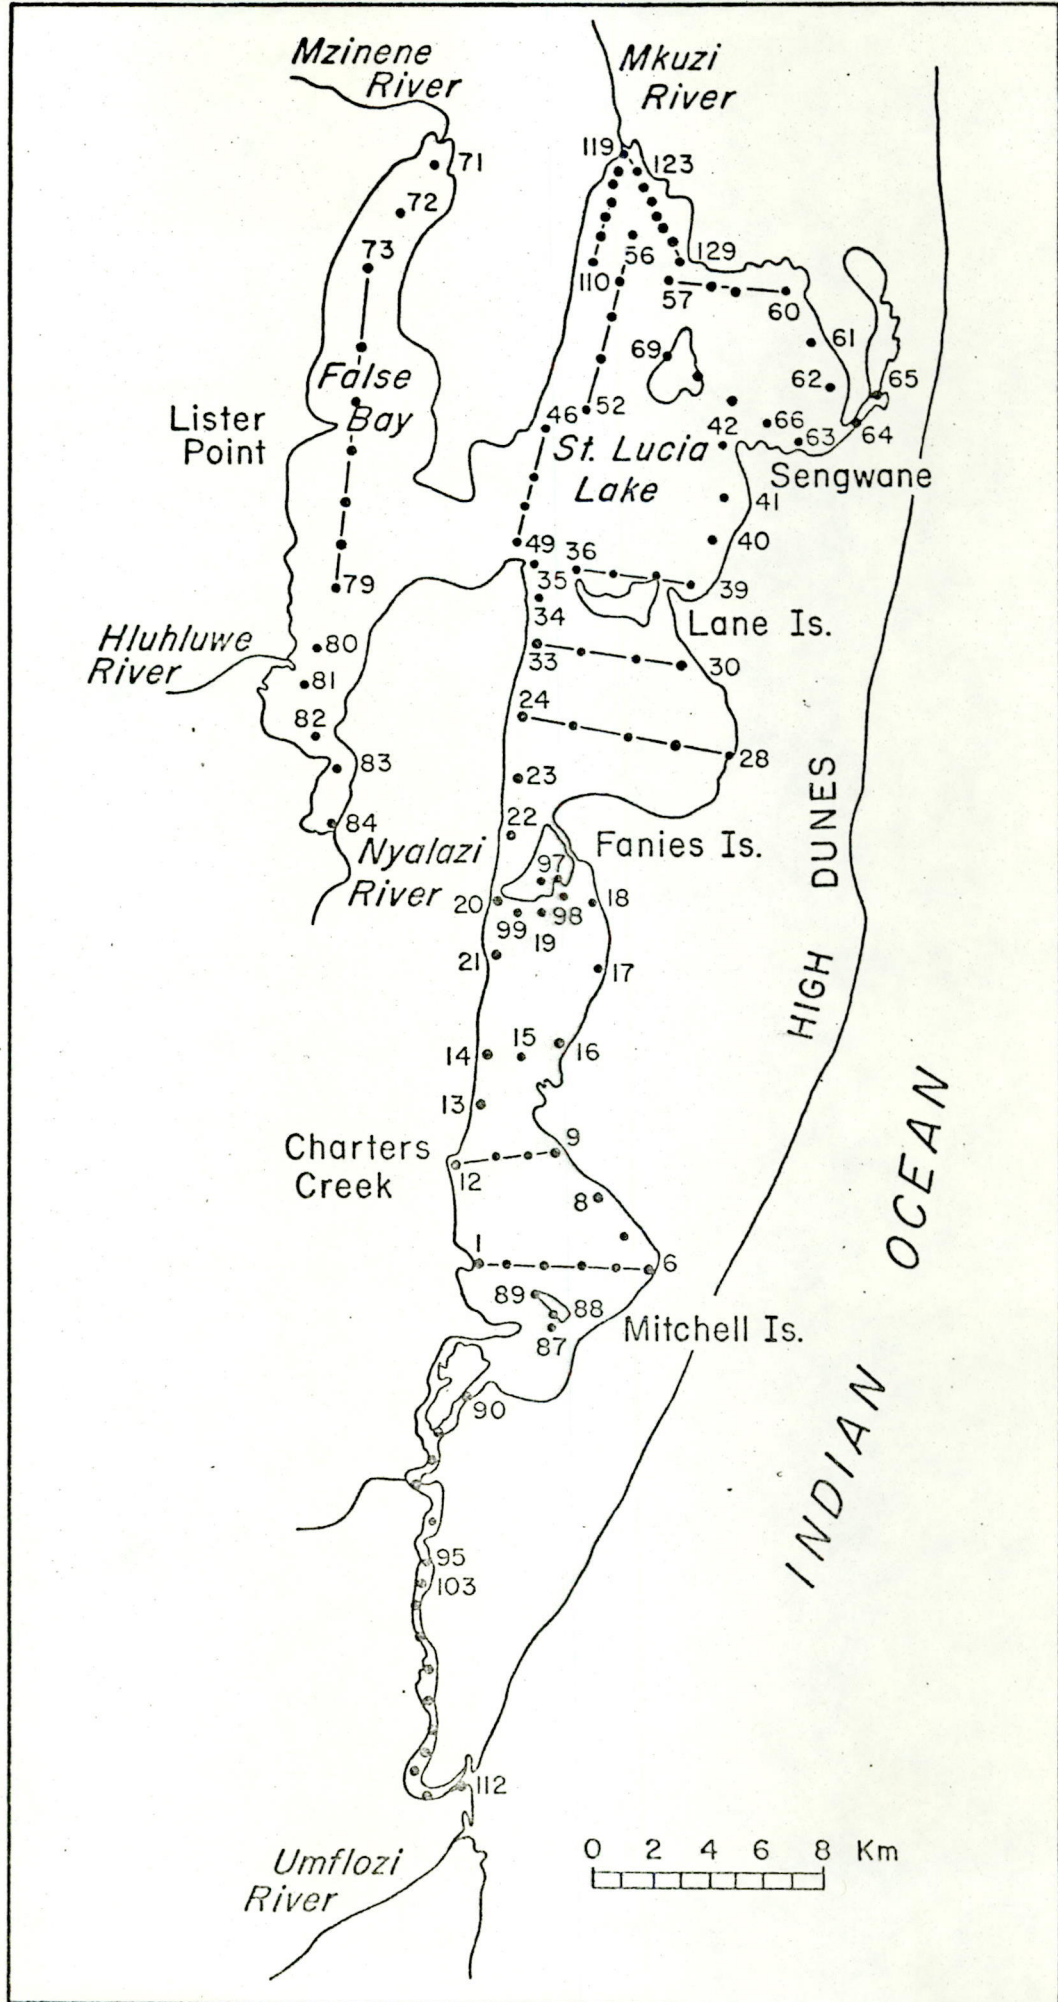 Mzinene
River
Mkuzi
River
119
123
71
72
73
56
129
110
57
60
61
69
62
65
False
Bay
Lister
Point
46
52
42
66
63
64
St. Lucia
Lake
Sengwane
41
40
49
36
35
39
79
34
Lane Is.
Hluhluwe
River
80
33
30
81
24
82
28
83
23
84
22
Nyalazi
River
Fanies Is.
97
20
18
99
98
19
21
17
HIGH DUNES
14
15
16
13
Charters
Creek
9
12
8
1
6
89
88
87
Mitchell Is.
90
INDIAN OCEAN
95
103
112
0 2 4 6 8 Km
Umflozi
River